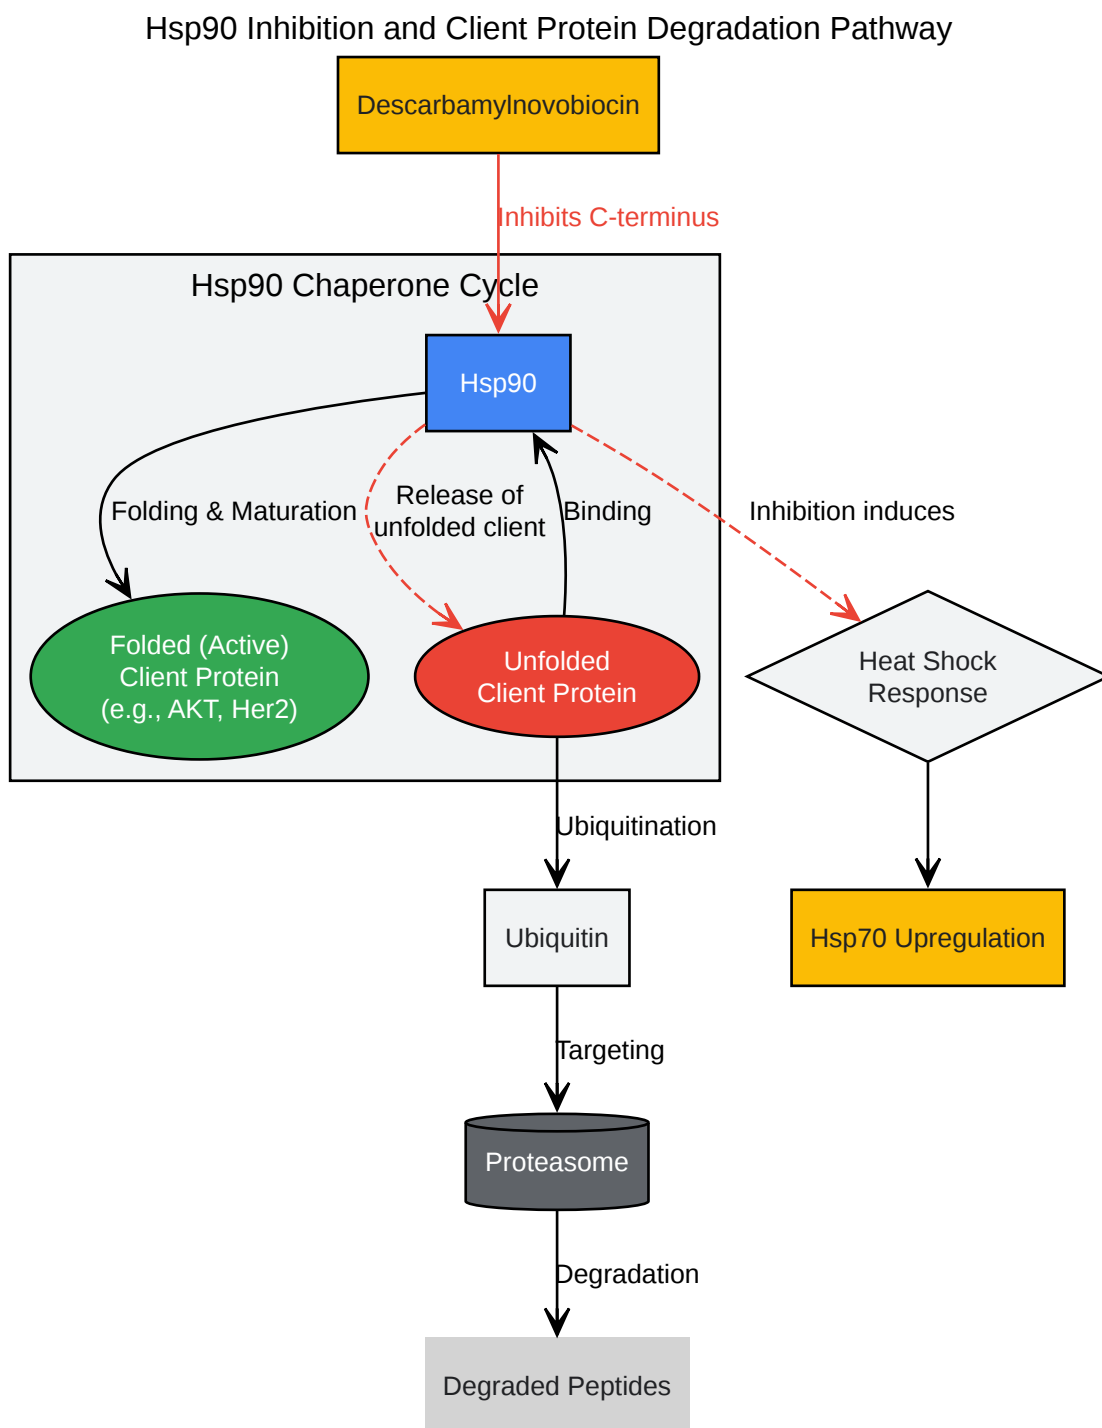 Hsp90 Inhibition and Client Protein Degradation Pathway
Descarbamylnovobiocin
Inhibits C-terminus
Hsp90 Chaperone Cycle
Hsp90
Folding & Maturation
Release of
unfolded client
Binding
Inhibition induces
Folded (Active)
Client Protein
(e.g., AKT, Her2)
Unfolded
Client Protein
Heat Shock
Response
Ubiquitination
Ubiquitin
Hsp70 Upregulation
Targeting
Proteasome
Degradation
Degraded Peptides